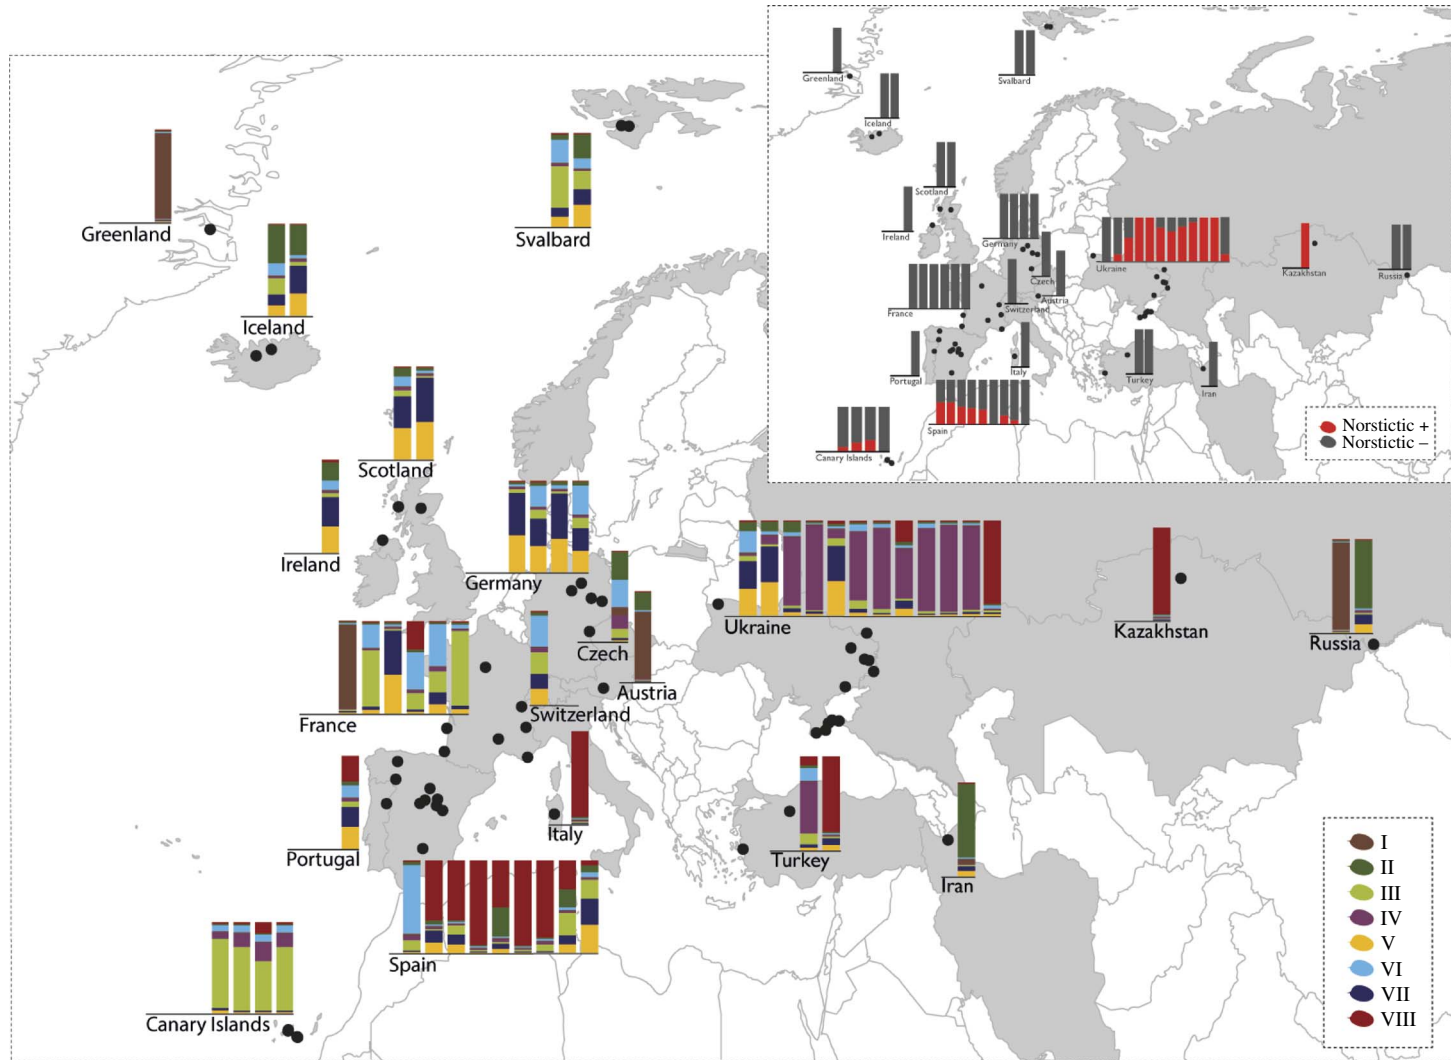 Greenland
Svalbard
Iceland
Scotland
Ireland
Germany
Ukraine
Czech
Kazakhstan
Russia
Austria
France
Switzerland
Portugal
Italy
Turkey
Iran
Spain
Canary Islands
I
II
III
IV
V
VI
VII
VIII
Greenland
Svalbard
Iceland
Scotland
Ireland
Germany
Ukraine
Kazakhstan
Russia
Czech
Austria
France
Switzerland
Portugal
Italy
Turkey
Iran
Spain
Canary Islands
Norstictic +
Norstictic –